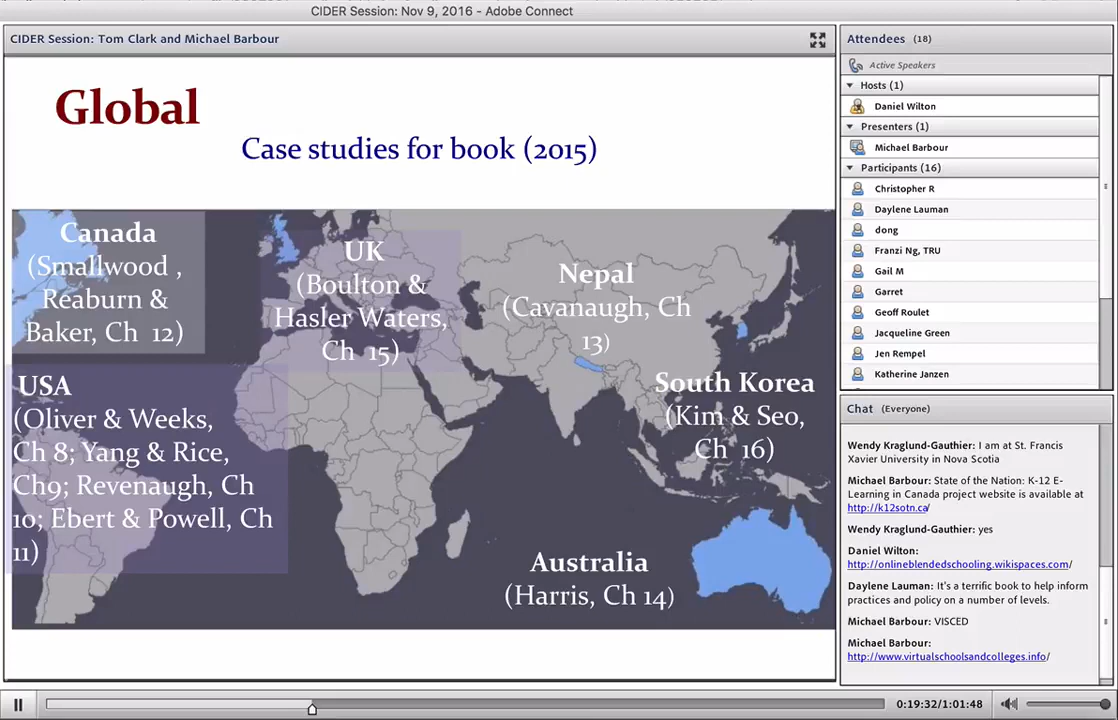 CIDER Session: Nov 9, 2016 - Adobe Connect
CIDER Session: Tom Clark and Michael Barbour
Global
Case studies for book (2015)
Canada
(Smallwood ,
Reaburn &
Baker, Ch 12)
UK
(Boulton &
Hasler Waters,
Ch 15)
Nepal
(Cavanaugh, Ch
13)
South Korea
(Kim & Seo,
Ch 16)
USA
(Oliver & Weeks,
Ch 8; Yang & Rice,
Ch9; Revenaugh, Ch
10; Ebert & Powell, Ch
11)
Australia
(Harris, Ch 14)
Attendees (18)
Active Speakers
Hosts (1)
Daniel Wilton
Presenters (1)
Michael Barbour
Participants (16)
Christopher R
Daylene Lauman
dong
Franzi Ng, TRU
Gail M
Garret
Geoff Roulet
Jacqueline Green
Jen Rempel
Katherine Janzen
Chat (Everyone)
Wendy Kraglund-Gauthier: I am at St. Francis
Xavier University in Nova Scotia
Michael Barbour: State of the Nation: K-12 E-
Learning in Canada project website is available at
http://k12sotn.ca/
Wendy Kraglund-Gauthier: yes
Daniel Wilton:
http://onlineblendedschooling.wikispaces.com/
Daylene Lauman: It's a terrific book to help inform
practices and policy on a number of levels.
Michael Barbour: VISCED
Michael Barbour:
http://www.virtualschoolsandcolleges.info/
0:19:32/1:01:48